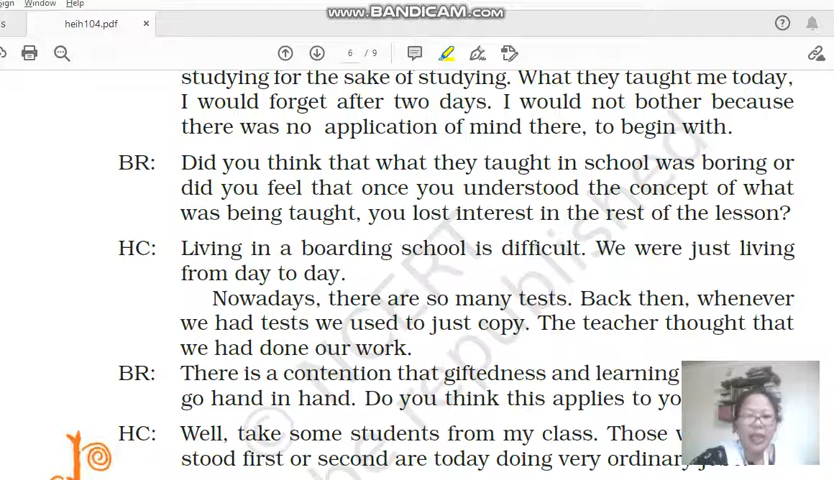 www.BANDICAM.com
Sign Window Help
s heih104.pdf ×
6 / 9
studying for the sake of studying. What they taught me today,
I would forget after two days. I would not bother because
there was no application of mind there, to begin with.
BR: Did you think that what they taught in school was boring or
did you feel that once you understood the concept of what
was being taught, you lost interest in the rest of the lesson?
HC: Living in a boarding school is difficult. We were just living
from day to day.
Nowadays, there are so many tests. Back then, whenever
we had tests we used to just copy. The teacher thought that
we had done our work.
BR: There is a contention that giftedness and learning
go hand in hand. Do you think this applies to
HC: Well, take some students from my class. Those
stood first or second are today doing very ordinary
© NCERT
be republished